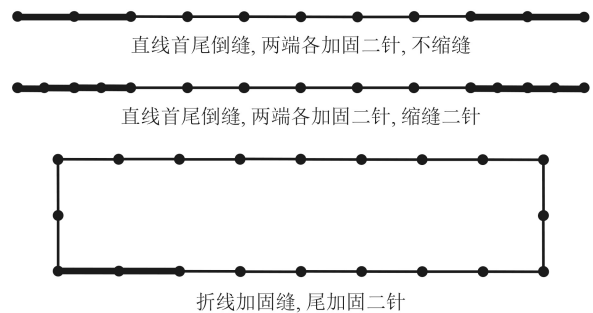 直线首尾倒缝, 两端各加固二针, 不缩缝
直线首尾倒缝, 两端各加固二针, 缩缝二针
折线加固缝, 尾加固二针